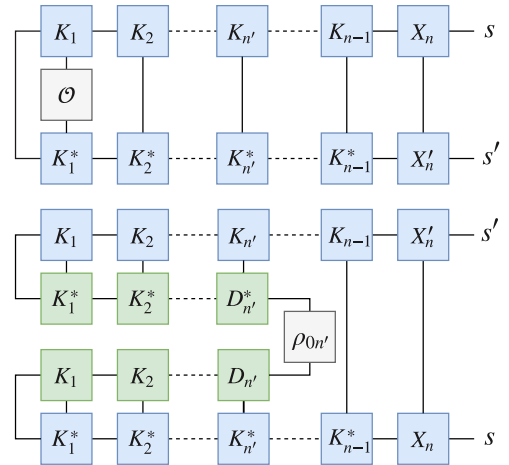 K₁ K₂ Kₙ′ Kₙ₋₁ Xₙ s
𝒪
K₁* K₂* Kₙ′* Kₙ₋₁* Xₙ′ s′
K₁ K₂ Kₙ′ Kₙ₋₁ Xₙ′ s′
K₁* K₂* Dₙ′*
ρ₀ₙ′
K₁ K₂ Dₙ′
K₁* K₂* Kₙ′* Kₙ₋₁* Xₙ s